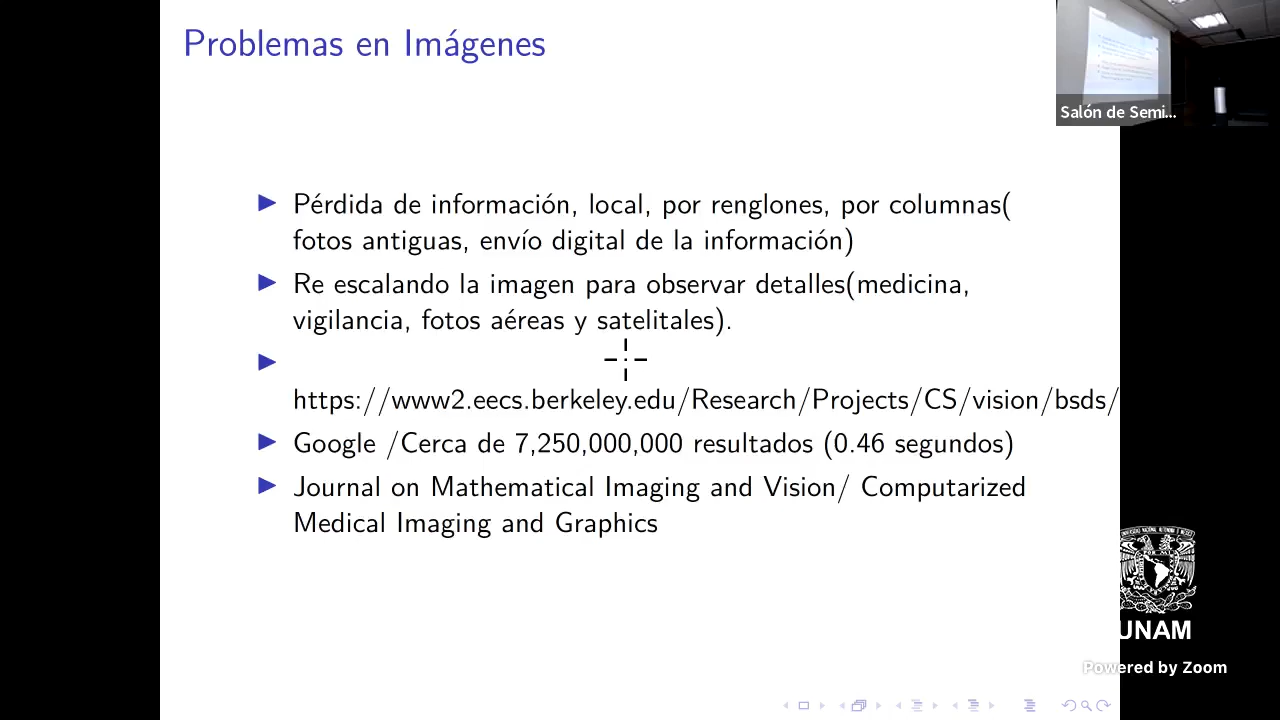 Problemas en Imágenes
Salón de Semi...
Pérdida de información, local, por renglones, por columnas(
fotos antiguas, envío digital de la información)
Re escalando la imagen para observar detalles(medicina,
vigilancia, fotos aéreas y satelitales).
https://www2.eecs.berkeley.edu/Research/Projects/CS/vision/bsds/
Google /Cerca de 7,250,000,000 resultados (0.46 segundos)
Journal on Mathematical Imaging and Vision/ Computarized
Medical Imaging and Graphics
UNAM
Powered by Zoom